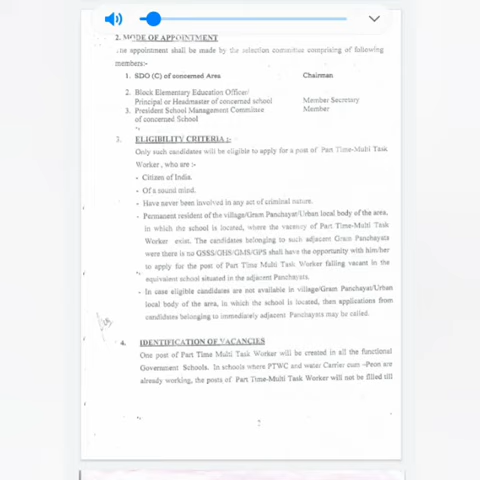 2. MODE OF APPOINTMENT
The appointment shall be made by the selection committee comprising of following
members:-
1. SDO (C) of concerned Area Chairman
2. Block Elementary Education Officer/
Principal or Headmaster of concerned school Member Secretary
3. President School Management Committee Member
of concerned School
3. ELIGIBILITY CRITERIA :-
Only such candidates will be eligible to apply for a post of Part Time-Multi Task
Worker, who are :-
- Citizen of India.
- Of a sound mind.
- Have never been involved in any act of criminal nature.
- Permanent resident of the village/Gram Panchayat/Urban local body of the area,
in which the school is located, where the vacancy of Part Time-Multi Task
Worker exist. The candidates belonging to such adjacent Gram Panchayats
were there is no GSSS/GHS/GMS/GPS shall have the opportunity with him/her
to apply for the post of Part Time Multi Task Worker falling vacant in the
equivalent school situated in the adjacent Panchayats.
- In case eligible candidates are not available in village/Gram Panchayat/Urban
local body of the area, in which the school is located, then applications from
candidates belonging to immediately adjacent Panchayats may be called.
4. IDENTIFICATION OF VACANCIES
One post of Part Time Multi Task Worker will be created in all the functional
Government Schools. In schools where PTWC and water Carrier cum -Peon are
already working, the posts of Part Time-Multi Task Worker will not be filled till